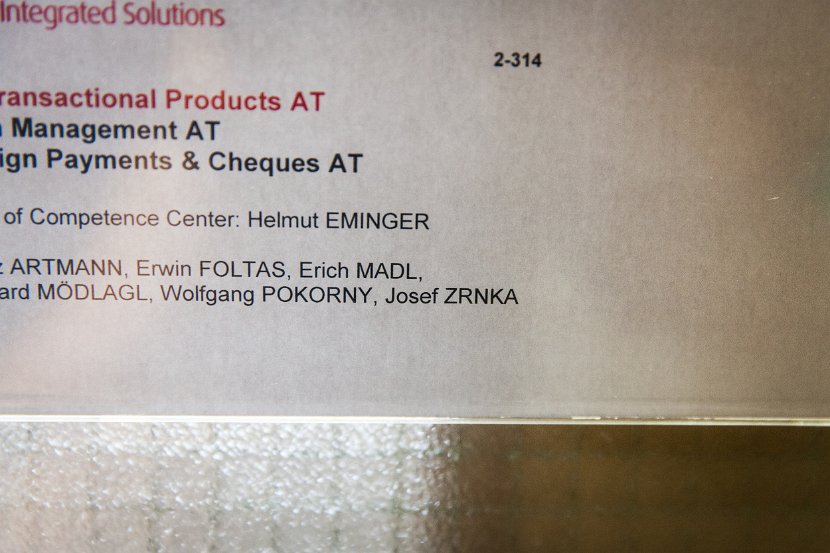 Integrated Solutions
2-314
ransactional Products AT
Management AT
ign Payments & Cheques AT
of Competence Center: Helmut EMINGER
z ARTMANN, Erwin FOLTAS, Erich MADL,
ard MÖDLAGL, Wolfgang POKORNY, Josef ZRNKA